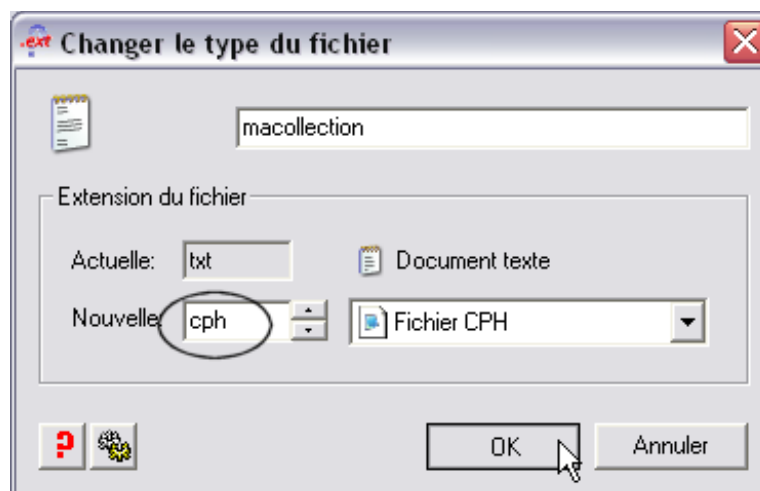 .ext Changer le type du fichier
macollection
Extension du fichier
Actuelle: txt Document texte
Nouvelle: cph Fichier CPH
? OK Annuler